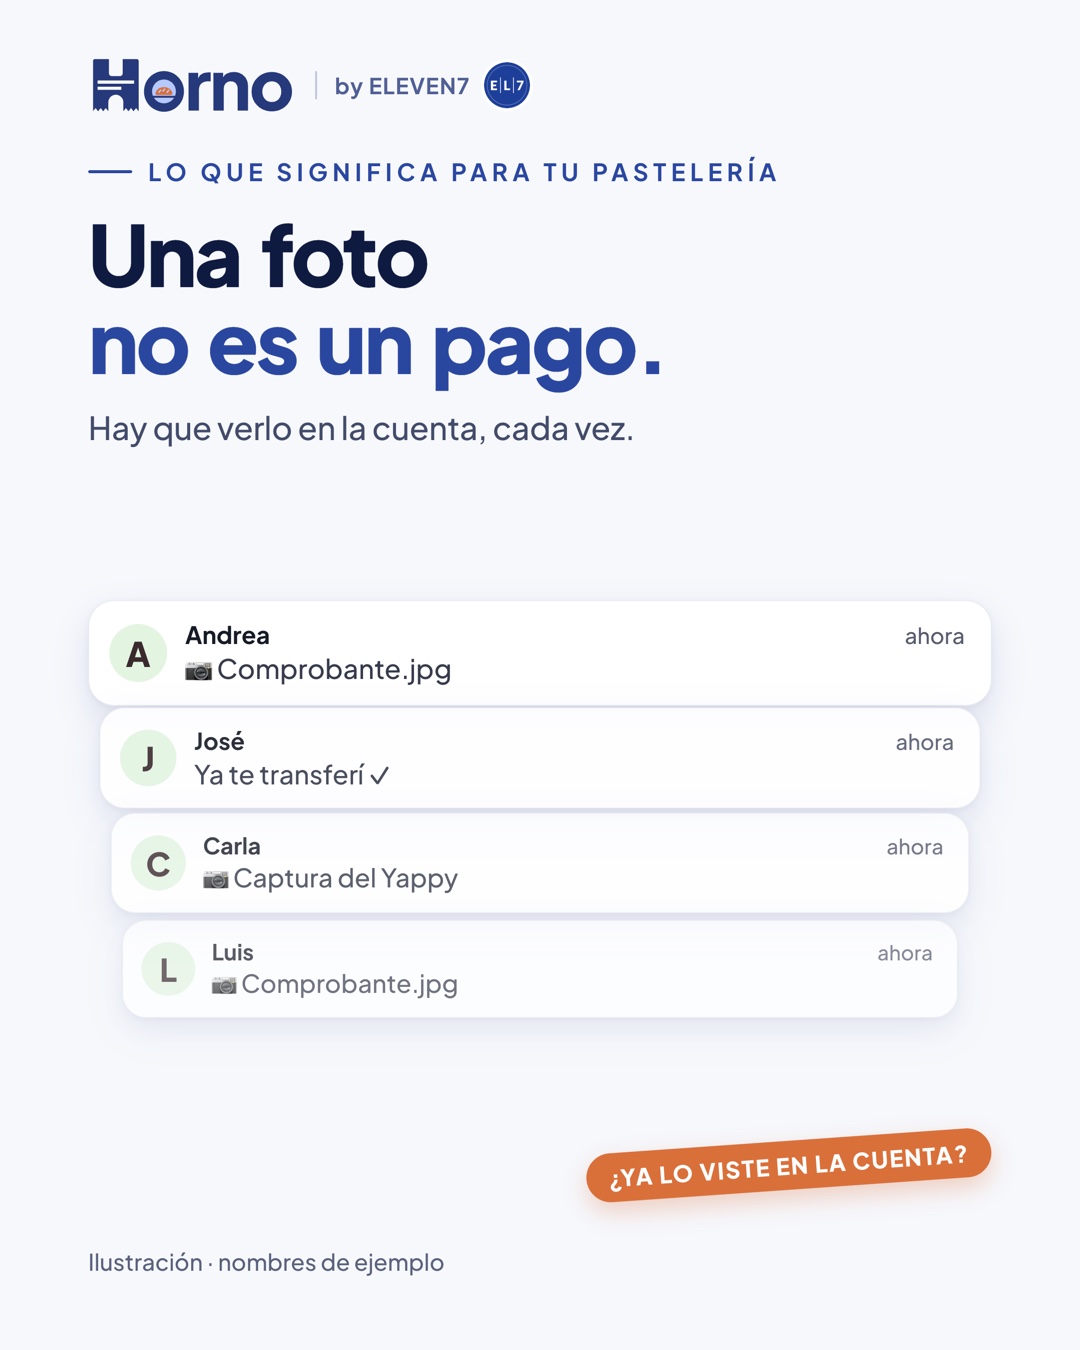 Horno
by ELEVEN7
E|L|7
LO QUE SIGNIFICA PARA TU PASTELERÍA
Una foto
no es un pago.
Hay que verlo en la cuenta, cada vez.
A
Andrea
ahora
📷 Comprobante.jpg
J
José
ahora
Ya te transferí ✓
C
Carla
ahora
📷 Captura del Yappy
L
Luis
ahora
📷 Comprobante.jpg
¿YA LO VISTE EN LA CUENTA?
Ilustración · nombres de ejemplo